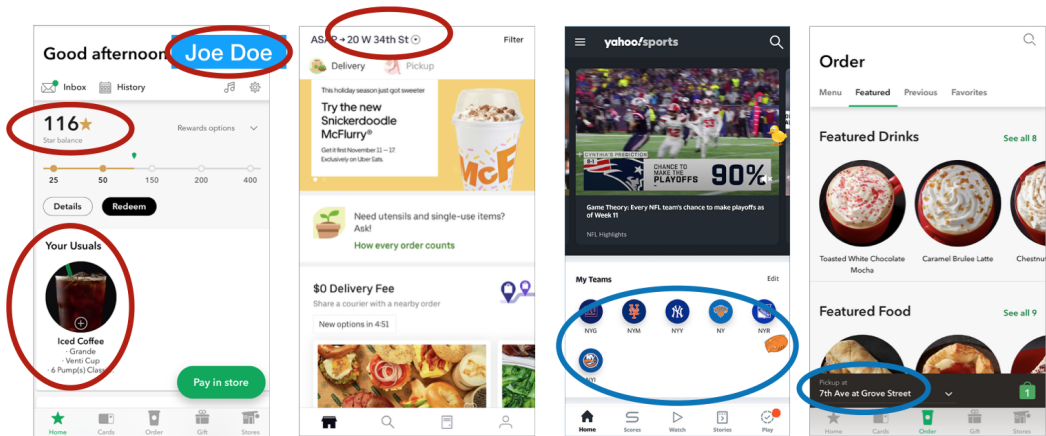 Good afternoon Joe Doe
Inbox
History
116
Star balance
Rewards options
25 50 150 200 400
Details
Redeem
Your Usuals
Iced Coffee
· Grande
· Venti Cup
Pay in store
Home Cards Order Gift Stores
ASAP → 20 W 34th St
Filter
Delivery
Pickup
This holiday season just got sweeter
Try the new
Snickerdoodle
McFlurry®
Get it first November 11 – 17.
Exclusively on Uber Eats.
Need utensils and single-use items?
Ask!
How every order counts
$0 Delivery Fee
Share a courier with a nearby order
New options in 4:51
yahoo!sports
CYNTHIA'S PREDICTION
CHANCE TO
MAKE THE
PLAYOFFS
90%
Game Theory: Every NFL team's chance to make playoffs as
of Week 11
NFL Highlights
My Teams
Edit
NYG NYM NYY NY NYR
NYI
Home Scores Watch Stories Play
Order
Menu Featured Previous Favorites
Featured Drinks
See all 8
Toasted White Chocolate
Mocha
Caramel Brulee Latte
Featured Food
See all 9
Pickup at
7th Ave at Grove Street
1
Home Cards Order Gift Stores